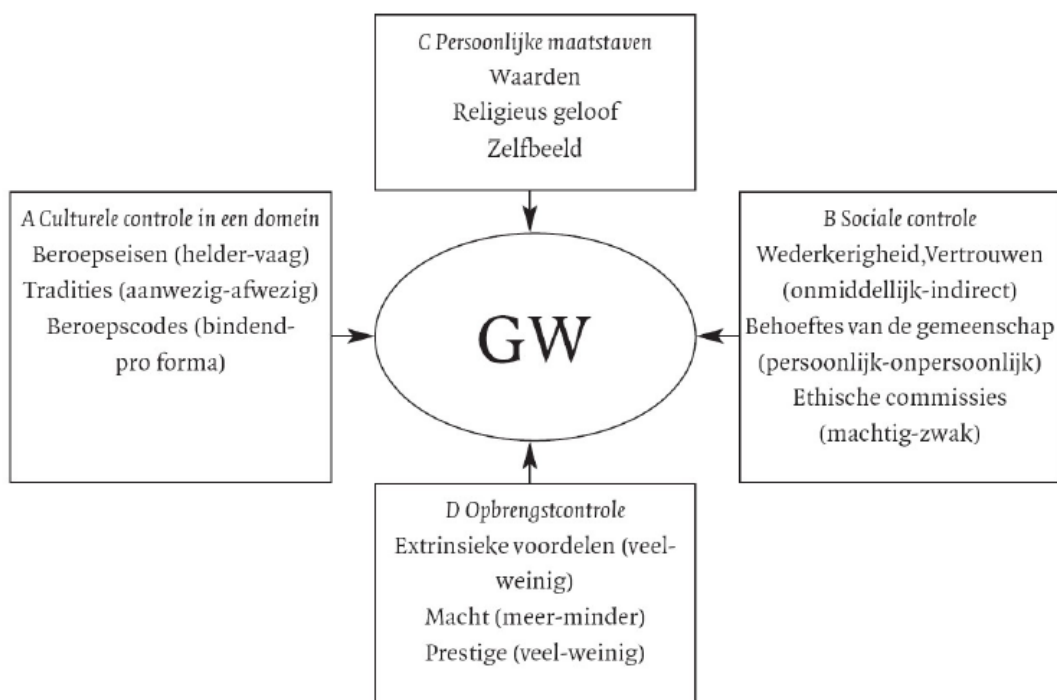 C Persoonlijke maatstaven
Waarden
Religieus geloof
Zelfbeeld
A Culturele controle in een domein
Beroepseisen (helder-vaag)
Tradities (aanwezig-afwezig)
Beroepscodes (bindend-
pro forma)
GW
B Sociale controle
Wederkerigheid,Vertrouwen
(onmiddellijk-indirect)
Behoeftes van de gemeenschap
(persoonlijk-onpersoonlijk)
Ethische commissies
(machtig-zwak)
D Opbrengstcontrole
Extrinsieke voordelen (veel-
weinig)
Macht (meer-minder)
Prestige (veel-weinig)